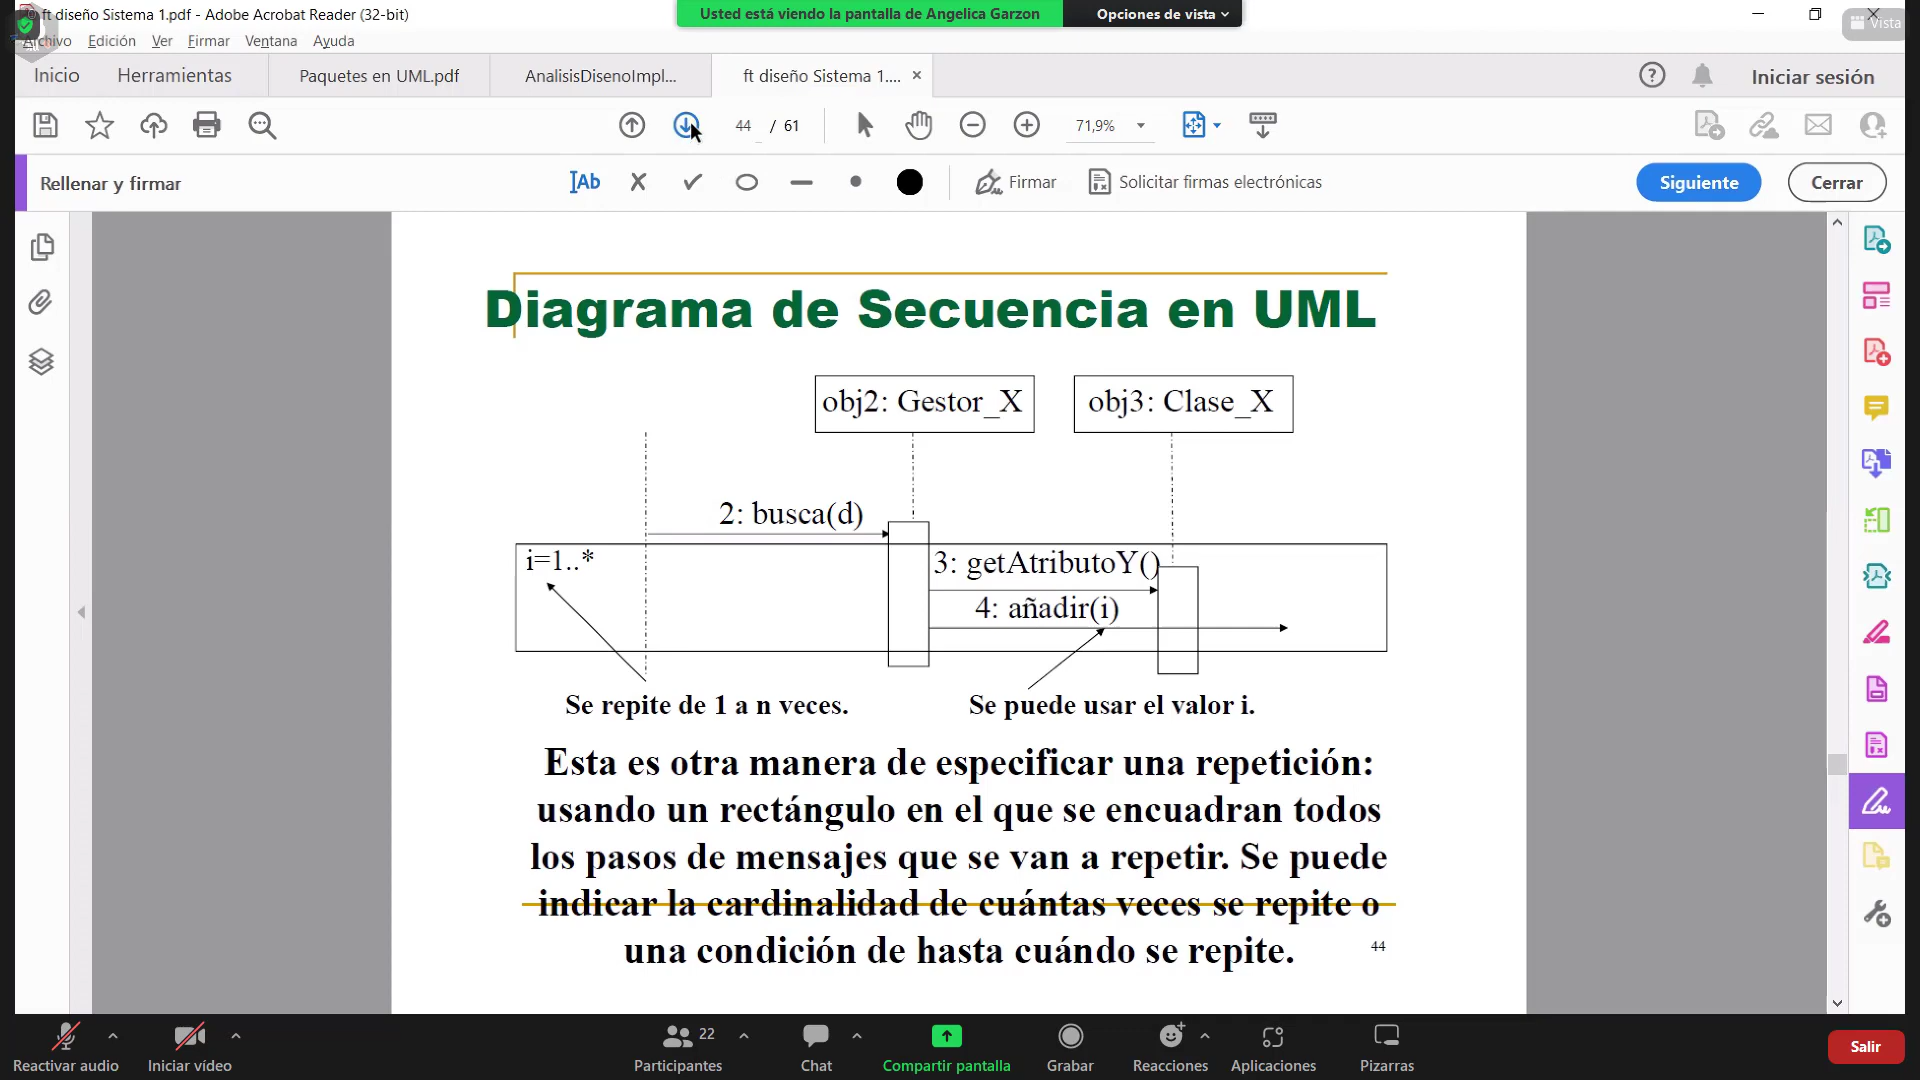 ft diseño Sistema 1.pdf - Adobe Acrobat Reader (32-bit)
Usted está viendo la pantalla de Angelica Garzon
Opciones de vista
Vista
Archivo Edición Ver Firmar Ventana Ayuda
Inicio Herramientas Paquetes en UML.pdf AnalisisDisenoImpl... ft diseño Sistema 1.... × Iniciar sesión
44 / 61 71,9%
Rellenar y firmar Ab Firmar Solicitar firmas electrónicas Siguiente Cerrar
Diagrama de Secuencia en UML
obj2: Gestor_X obj3: Clase_X
2: busca(d)
i=1..* 3: getAtributoY()
4: añadir(i)
Se repite de 1 a n veces. Se puede usar el valor i.
Esta es otra manera de especificar una repetición:
usando un rectángulo en el que se encuadran todos
los pasos de mensajes que se van a repetir. Se puede
indicar la cardinalidad de cuántas veces se repite o
una condición de hasta cuándo se repite.
44
22
Reactivar audio Iniciar vídeo Participantes Chat Compartir pantalla Grabar Reacciones Aplicaciones Pizarras Salir